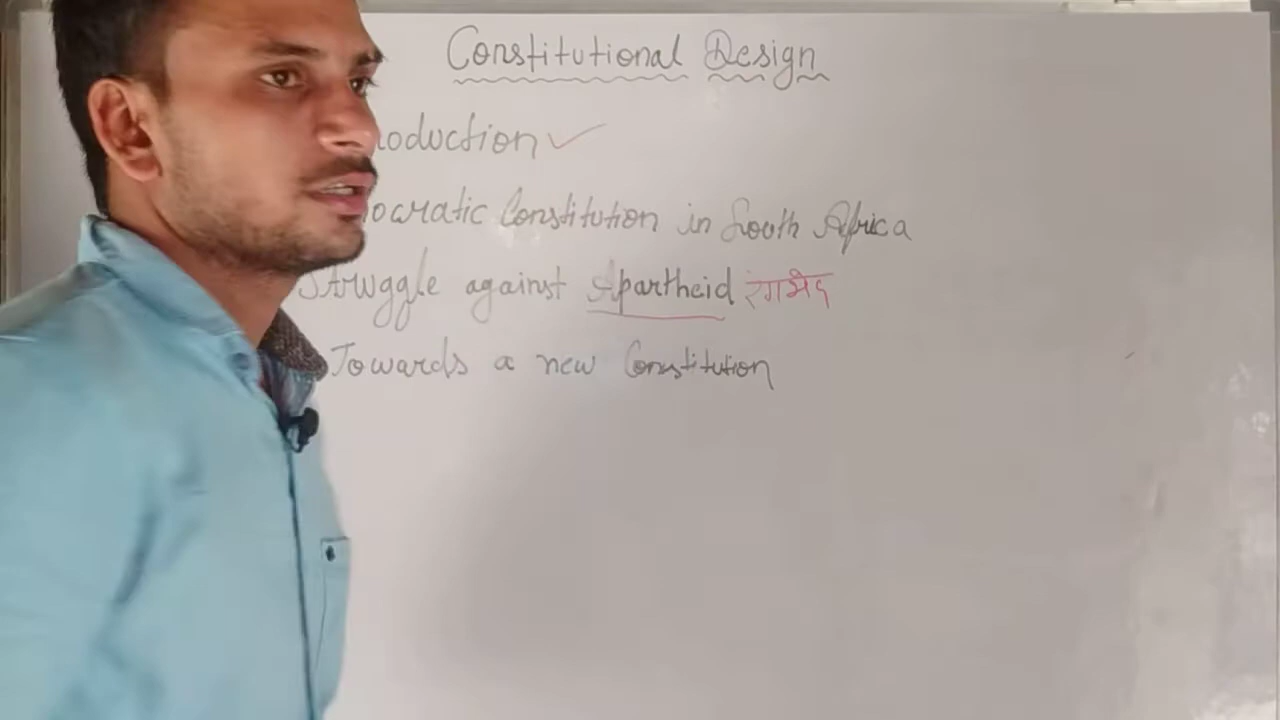 Constitutional Design
roduction
ocratic Constitution in South Africa
Struggle against Apartheid रंगभेद
Towards a new Constitution